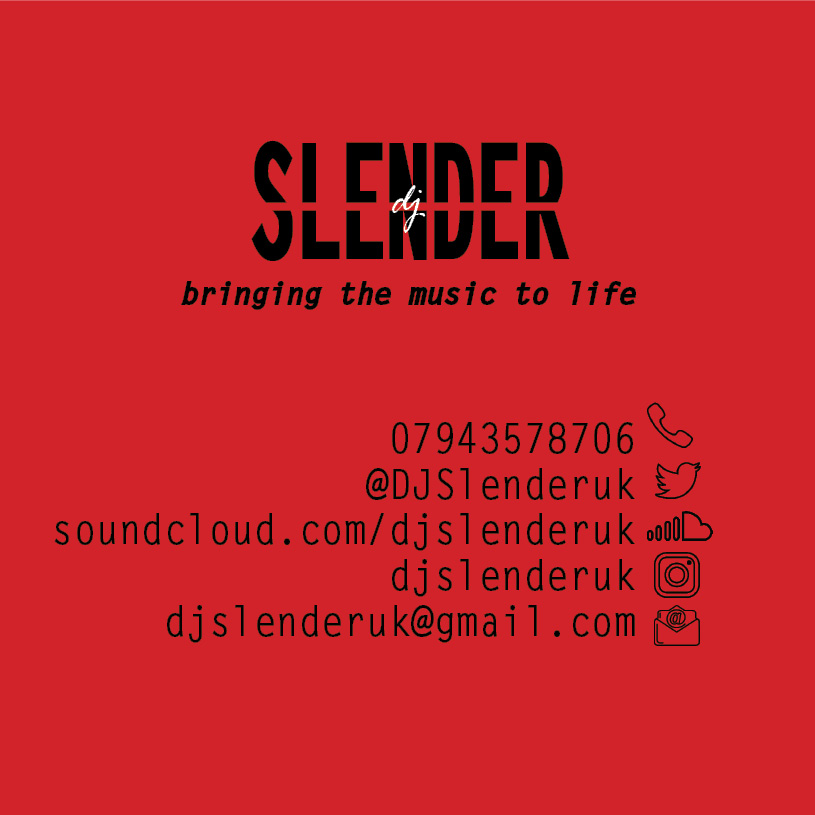 SLENDER
dj
bringing the music to life
07943578706
@DJSlenderuk
soundcloud.com/djslenderuk
djslenderuk
djslenderuk@gmail.com